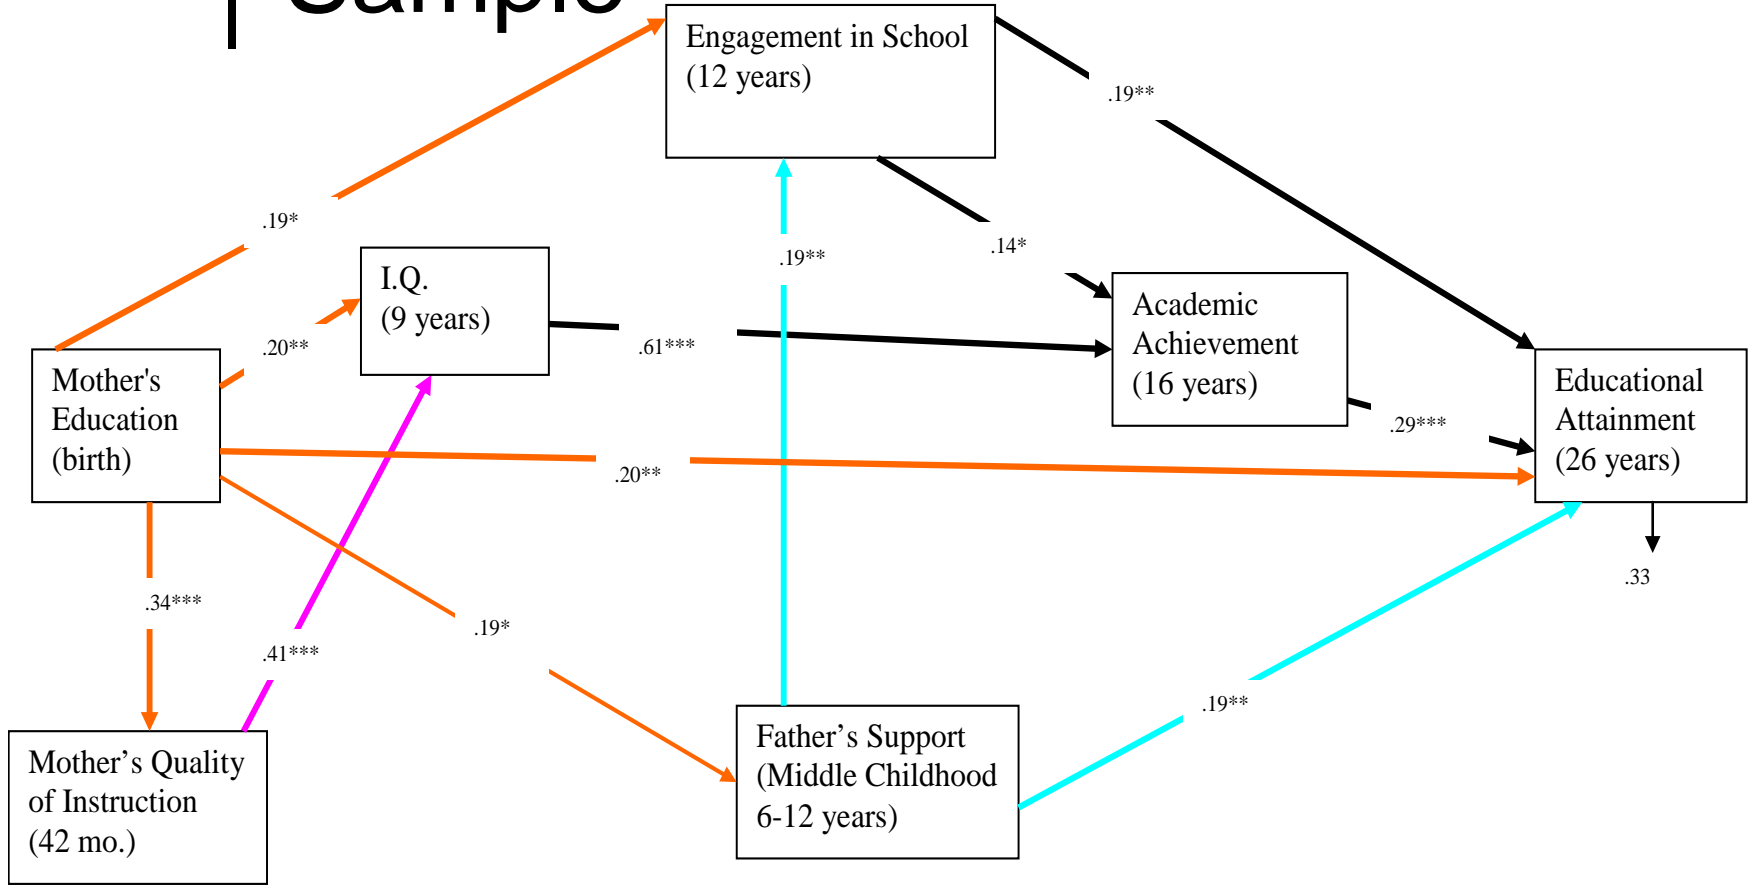 Sample
Engagement in School
(12 years)
.19**
.19*
.19**
.14*
I.Q.
(9 years)
.20**
.61***
Academic
Achievement
(16 years)
.29***
Mother's
Education
(birth)
Educational
Attainment
(26 years)
.20**
.33
.34***
.41***
.19*
.19**
Mother’s Quality
of Instruction
(42 mo.)
Father’s Support
(Middle Childhood
6-12 years)